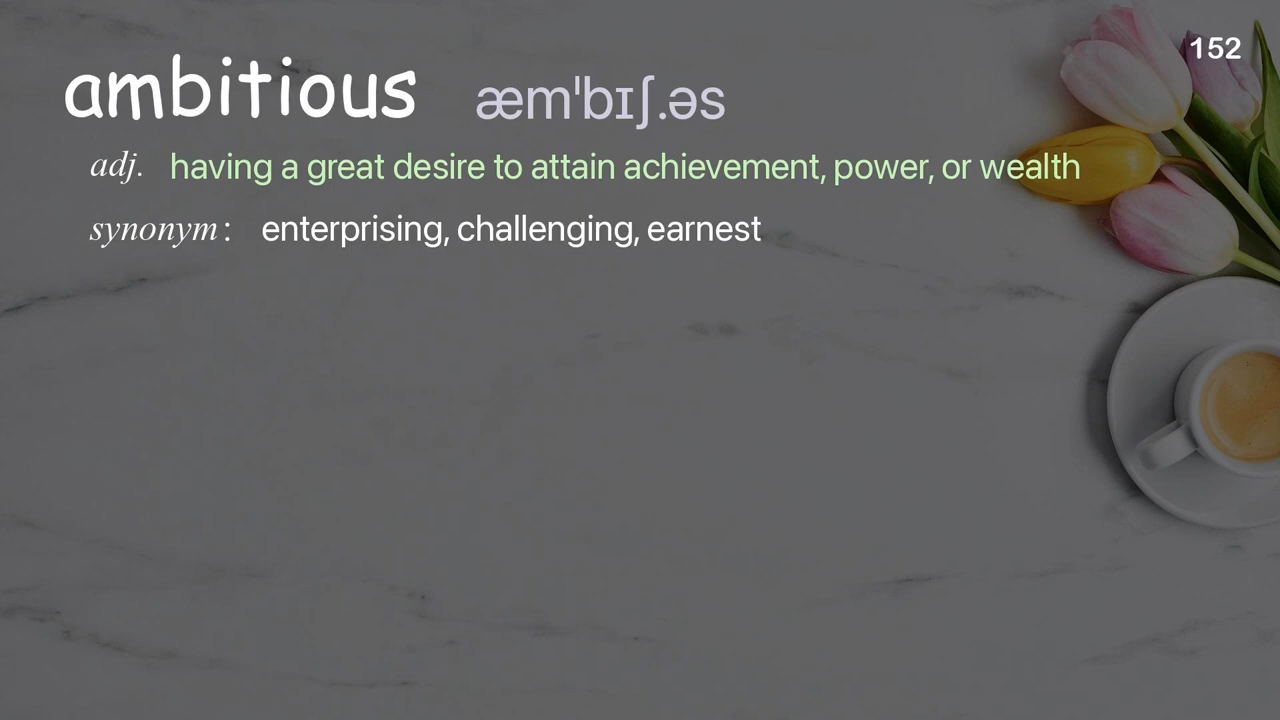 152
ambitious æmˈbɪʃ.əs
adj. having a great desire to attain achievement, power, or wealth
synonym : enterprising, challenging, earnest